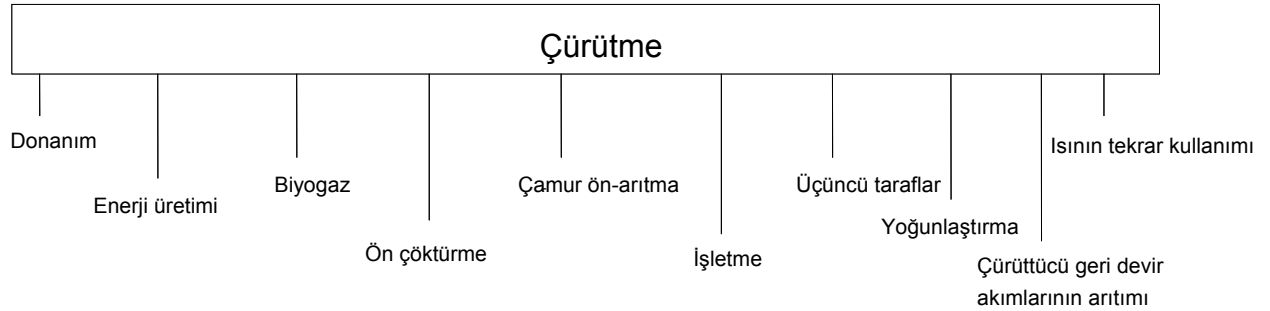 Çürütme
Donanım
Enerji üretimi
Biyogaz
Ön çöktürme
Çamur ön-arıtma
İşletme
Üçüncü taraflar
Yoğunlaştırma
Çürüttücü geri devir
akımlarının arıtımı
Isının tekrar kullanımı